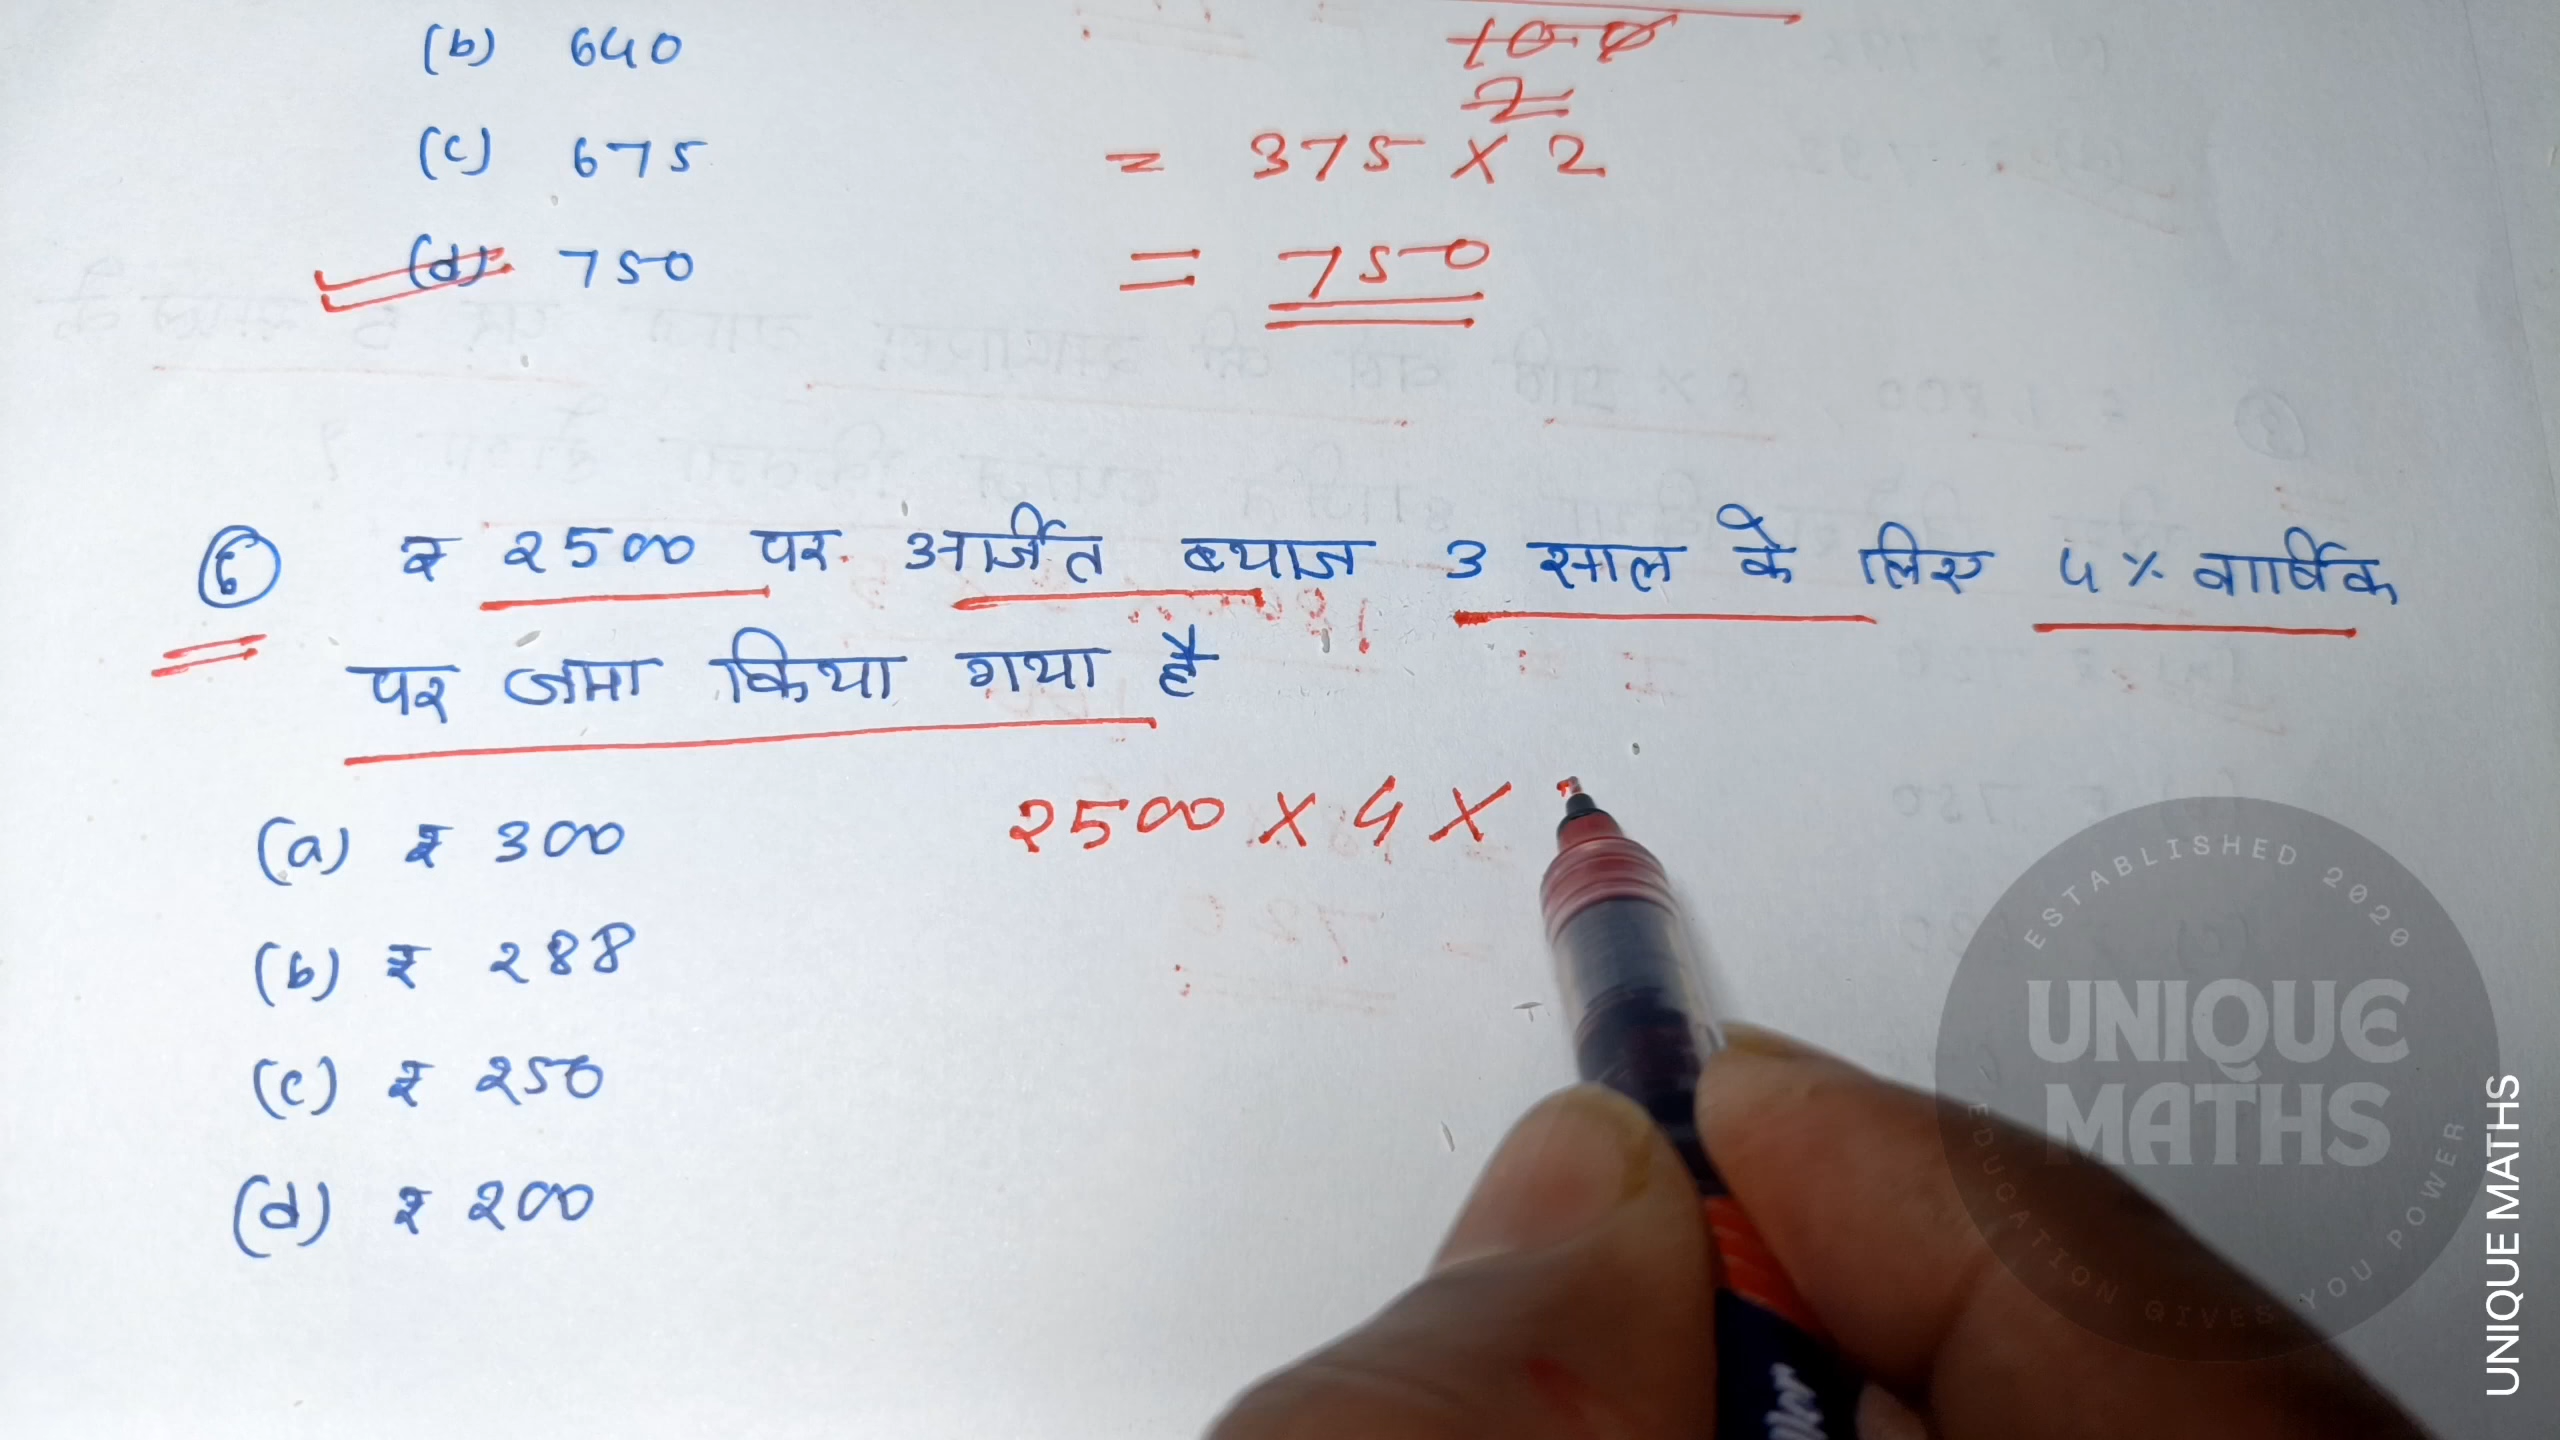 (b) 640
100
2
(c) 675
= 375 × 2
(d) 750
= 750
6 ₹ 2500 पर अर्जित ब्याज 3 साल के लिए 4% वार्षिक
पर जमा किया गया है
2500 × 4 ×
(a) ₹ 300
(b) ₹ 288
(c) ₹ 250
(d) ₹ 200
ESTABLISHED 2020
UNIQUE
MATHS
EDUCATION GIVES YOU POWER
UNIQUE MATHS